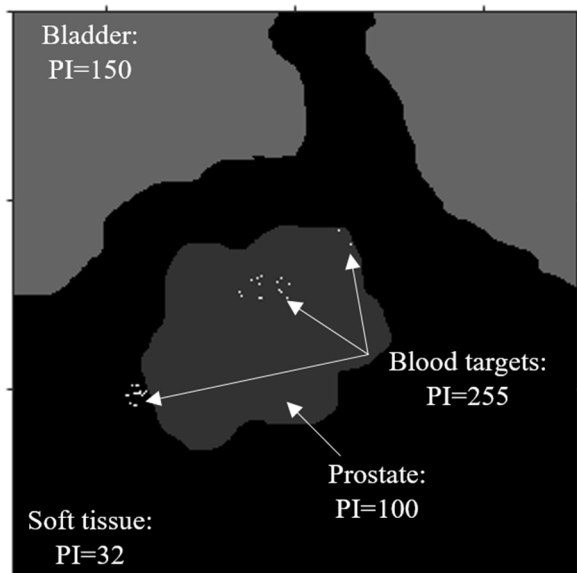 Bladder:
PI=150
Blood targets:
PI=255
Prostate:
PI=100
Soft tissue:
PI=32